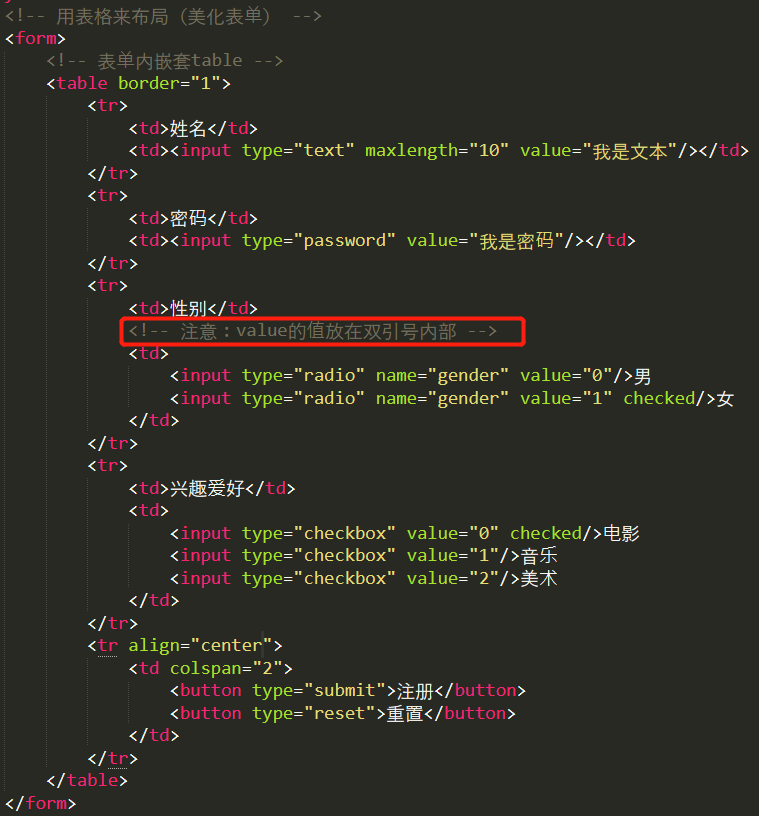 <!-- 用表格来布局（美化表单） -->
<form>
    <!-- 表单内嵌套table -->
    <table border="1">
        <tr>
            <td>姓名</td>
            <td><input type="text" maxlength="10" value="我是文本"/></td>
        </tr>
        <tr>
            <td>密码</td>
            <td><input type="password" value="我是密码"/></td>
        </tr>
        <tr>
            <td>性别</td>
            <!-- 注意：value的值放在双引号内部 -->
            <td>
                <input type="radio" name="gender" value="0"/>男
                <input type="radio" name="gender" value="1" checked/>女
            </td>
        </tr>
        <tr>
            <td>兴趣爱好</td>
            <td>
                <input type="checkbox" value="0" checked/>电影
                <input type="checkbox" value="1"/>音乐
                <input type="checkbox" value="2"/>美术
            </td>
        </tr>
        <tr align="center">
            <td colspan="2">
                <button type="submit">注册</button>
                <button type="reset">重置</button>
            </td>
        </tr>
    </table>
</form>